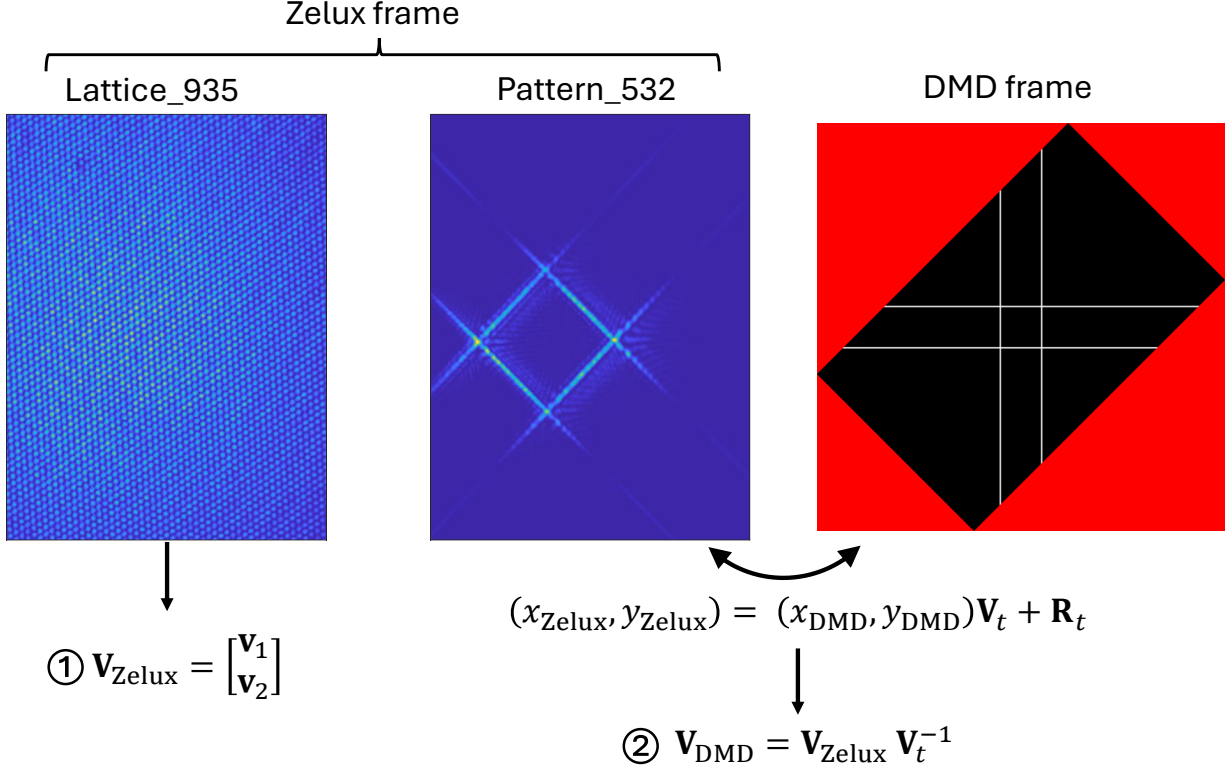 Zelux frame
Lattice_935
Pattern_532
DMD frame
(x_Zelux, y_Zelux) = (x_DMD, y_DMD)V_t + R_t
① V_Zelux = [v_1
v_2]
② V_DMD = V_Zelux V_t^{-1}